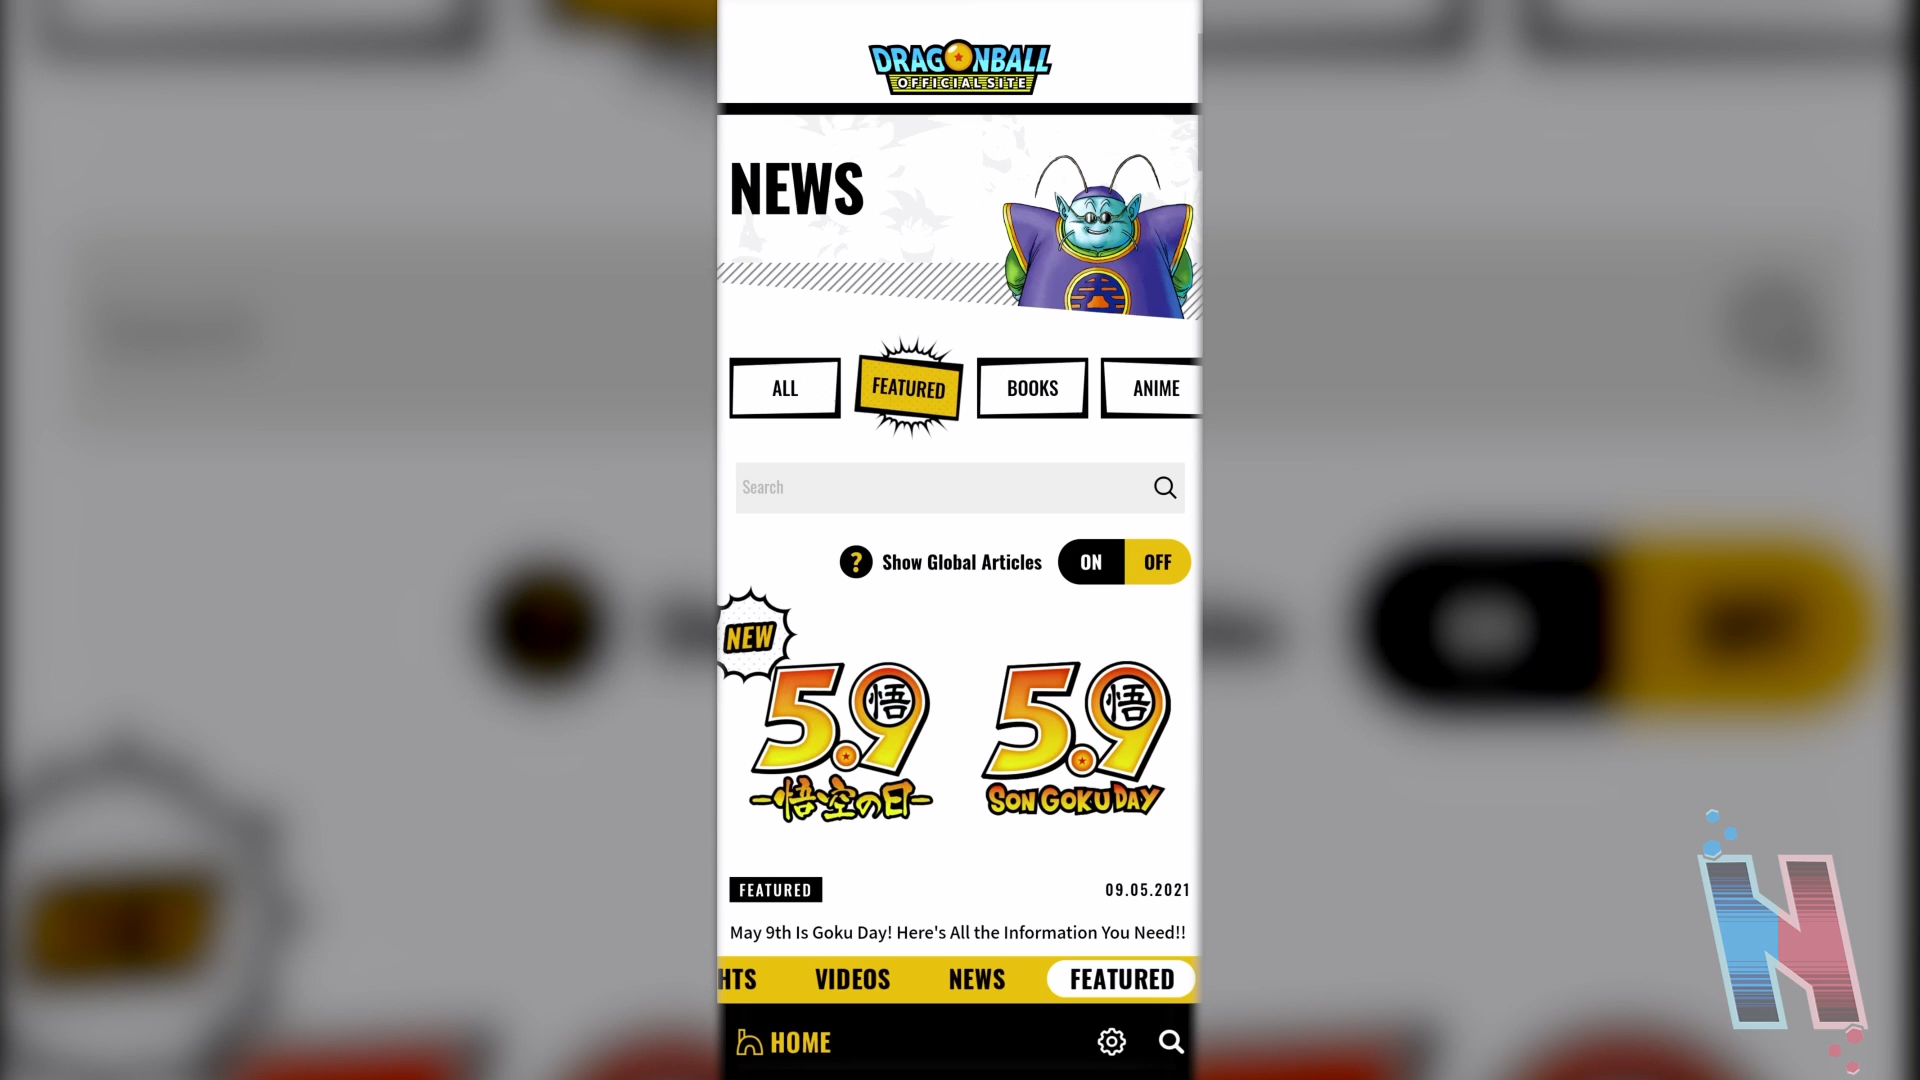 DRAGONBALL
OFFICIAL SITE
NEWS
ALL
FEATURED
BOOKS
ANIME
Search
? Show Global Articles ON OFF
NEW
5.9 悟
-悟空の日-
5.9 悟
SON GOKU DAY
FEATURED
09.05.2021
May 9th Is Goku Day! Here's All the Information You Need!!
HTS
VIDEOS
NEWS
FEATURED
HOME
N